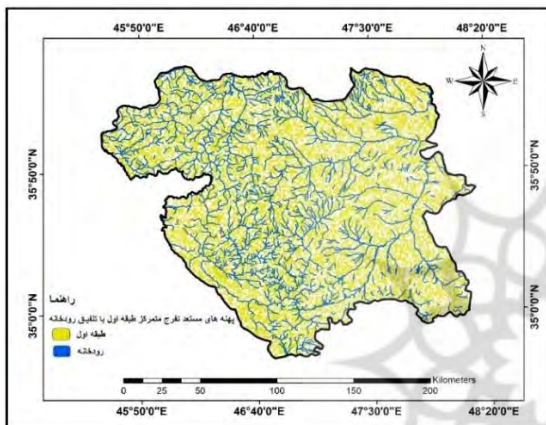 45°50'0"E 46°40'0"E 47°30'0"E 48°20'0"E
N
W E
S
35°50'0"N 35°50'0"N
35°0'0"N 35°0'0"N
راهنما
پهنه های مستعد تفرج متمرکز طبقه اول با تلفیق رودخانه
طبقه اول
رودخانه
Kilometers
0 25 50 100 150 200
45°50'0"E 46°40'0"E 47°30'0"E 48°20'0"E